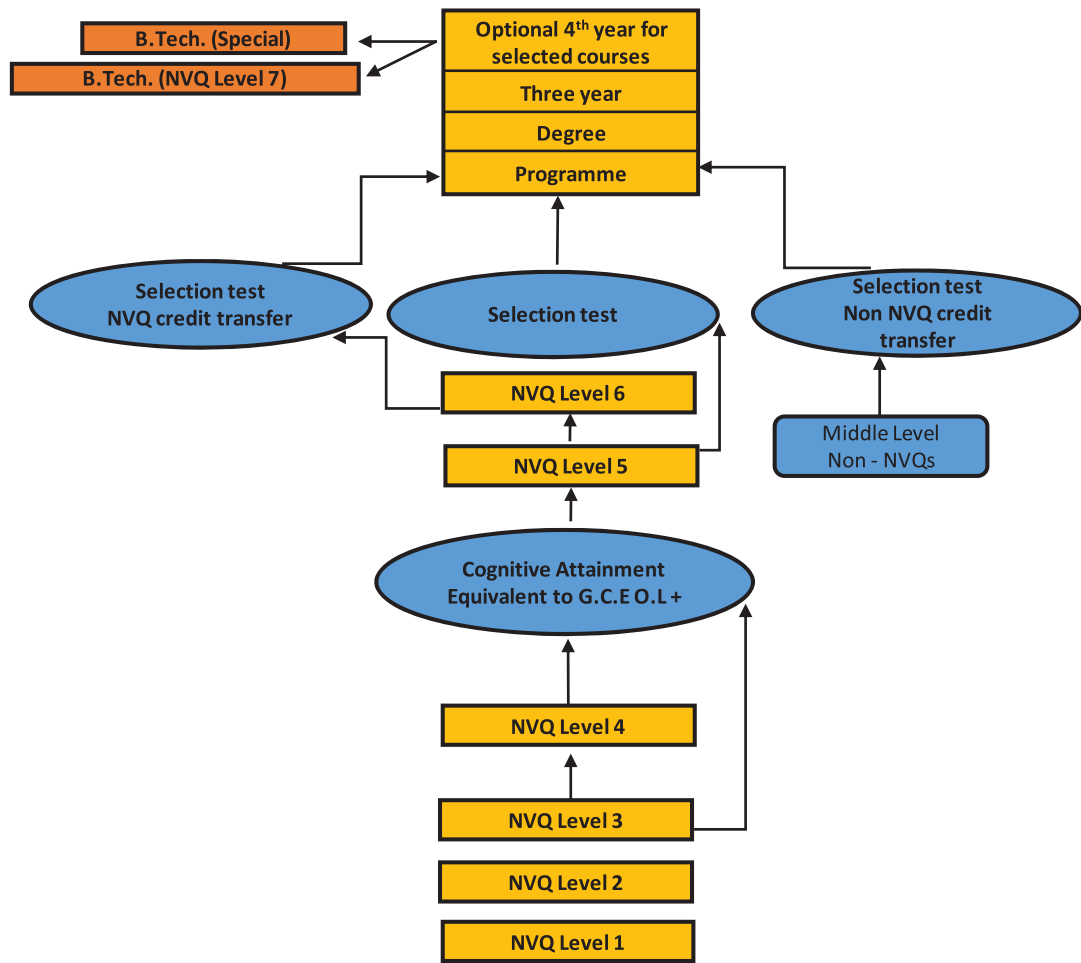 Optional 4th year for
selected courses
B.Tech. (Special)
B.Tech. (NVQ Level 7)
Three year
Degree
Programme
Selection test
NVQ credit transfer
Selection test
Selection test
Non NVQ credit
transfer
NVQ Level 6
Middle Level
Non - NVQs
NVQ Level 5
Cognitive Attainment
Equivalent to G.C.E O.L +
NVQ Level 4
NVQ Level 3
NVQ Level 2
NVQ Level 1